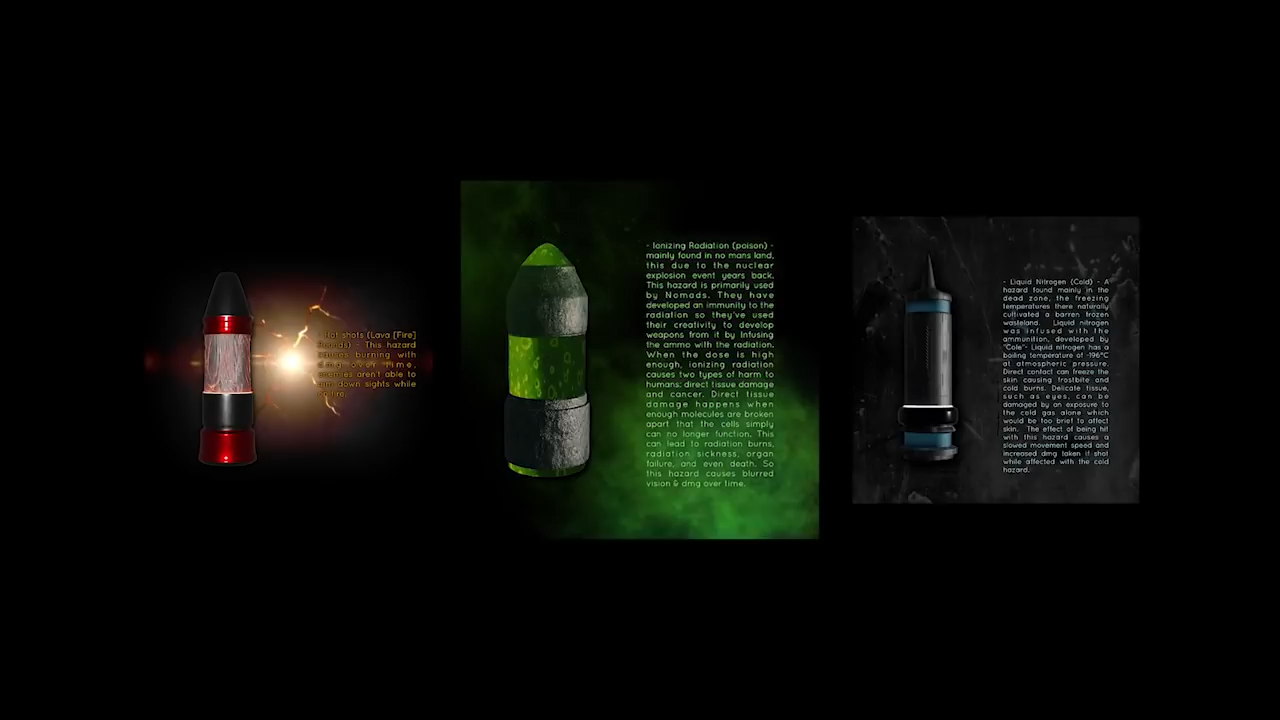 Hot shots (Lava [Fire]
- This hazard
causes burning with
dmg over time,
enemies aren't able to
aim down sights while
on fire.
- Ionizing Radiation (poison) -
mainly found in no mans land,
this due to the nuclear
explosion event years back.
This hazard is primarily used
by Nomads. They have
developed an immunity to the
radiation so they've used
their creativity to develop
weapons from it by infusing
the ammo with the radiation.
When the dose is high
enough, ionizing radiation
causes two types of harm to
humans: direct tissue damage
and cancer. Direct tissue
damage happens when
enough molecules are broken
apart that the cells simply
can no longer function. This
can lead to radiation burns,
radiation sickness, organ
failure, and even death. So
this hazard causes blurred
vision & dmg over time.
- Liquid Nitrogen (Cold) - A
hazard found mainly in the
dead zone, the freezing
temperatures there naturally
cultivated a barren frozen
wasteland. Liquid nitrogen
was infused with the
ammunition, developed by
"Cole"- Liquid nitrogen has a
boiling temperature of -196°C
at atmospheric pressure.
Direct contact can freeze the
skin causing frostbite and
cold burns. Delicate tissue,
such as eyes, can be
damaged by an exposure to
the cold gas alone which
would be too brief to affect
skin. The effect of being hit
with this hazard causes a
slowed movement speed and
increased dmg taken if shot
while affected with the cold
hazard.